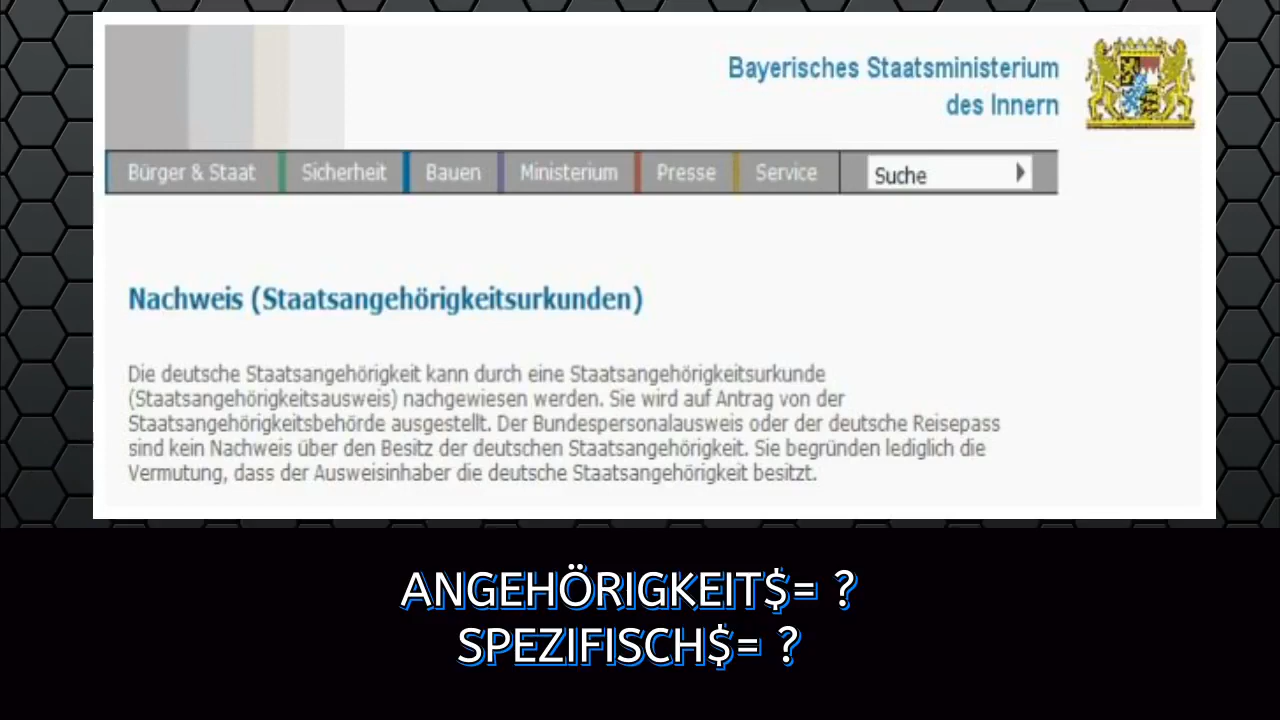 Bayerisches Staatsministerium
des Innern
Bürger & Staat Sicherheit Bauen Ministerium Presse Service Suche
Nachweis (Staatsangehörigkeitsurkunden)
Die deutsche Staatsangehörigkeit kann durch eine Staatsangehörigkeitsurkunde
(Staatsangehörigkeitsausweis) nachgewiesen werden. Sie wird auf Antrag von der
Staatsangehörigkeitsbehörde ausgestellt. Der Bundespersonalausweis oder der deutsche Reisepass
sind kein Nachweis über den Besitz der deutschen Staatsangehörigkeit. Sie begründen lediglich die
Vermutung, dass der Ausweisinhaber die deutsche Staatsangehörigkeit besitzt.
ANGEHÖRIGKEIT$= ?
SPEZIFISCH$= ?